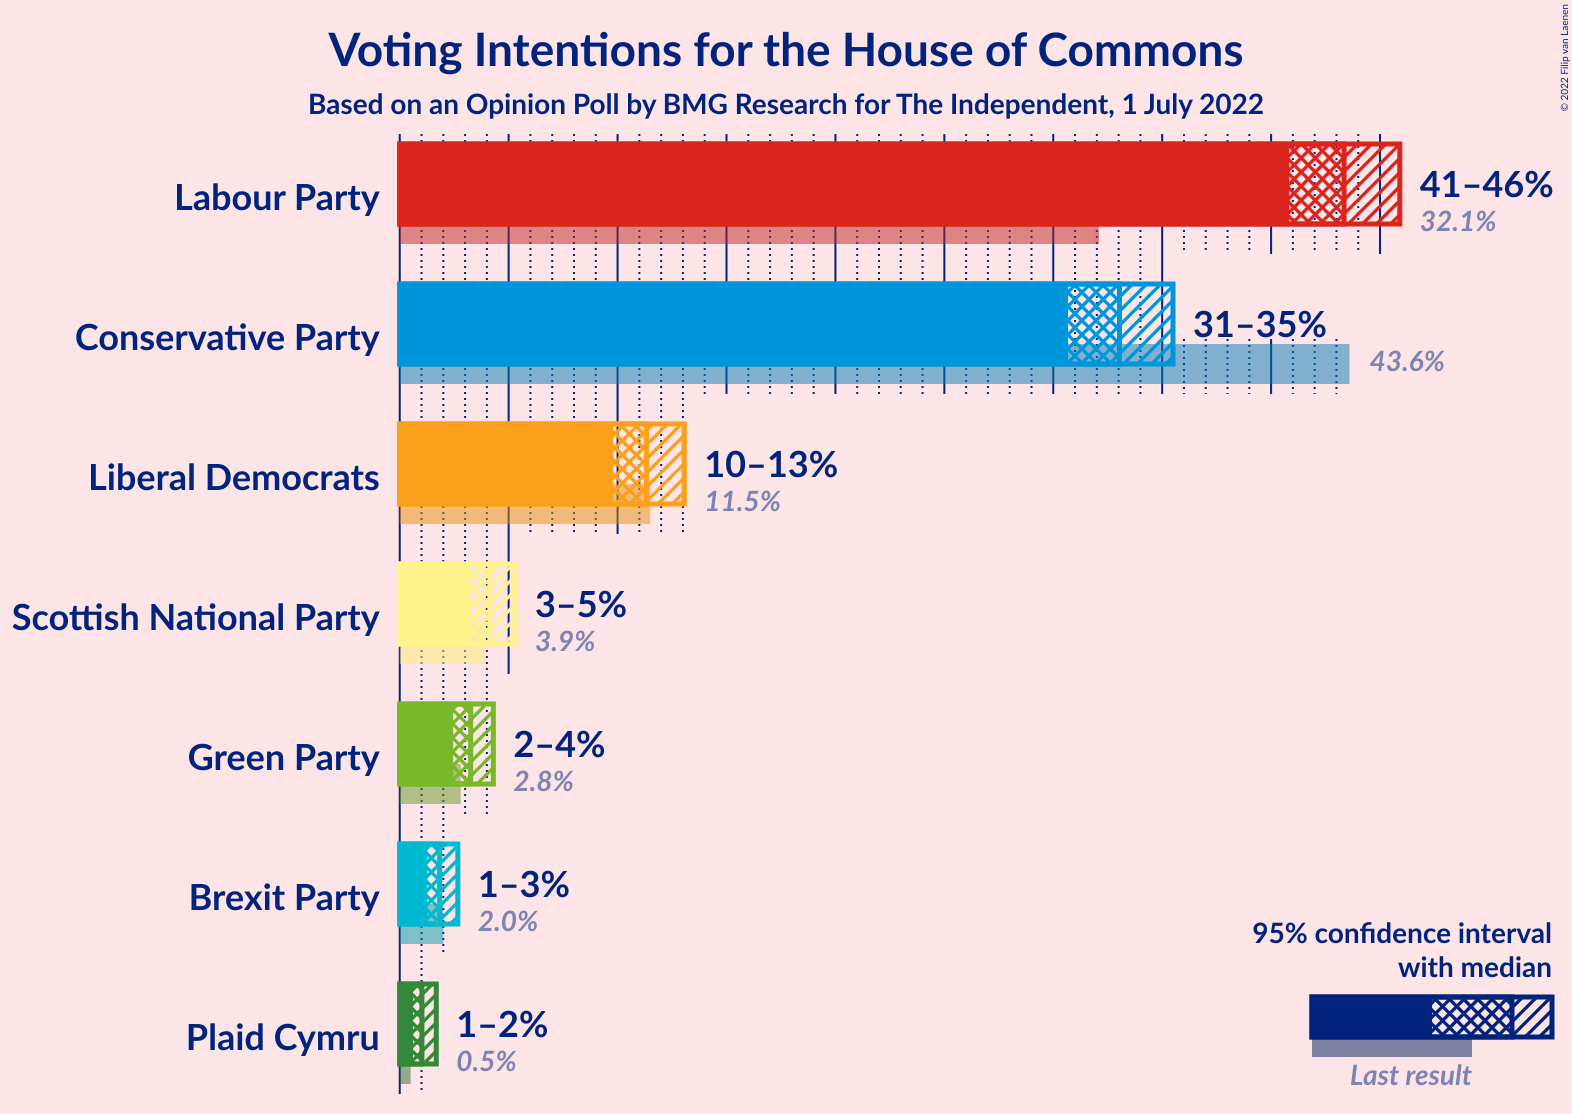 Voting Intentions for the House of Commons
Based on an Opinion Poll by BMG Research for The Independent, 1 July 2022
© 2022 Filip van Laenen
Labour Party
41–46%
32.1%
Conservative Party
31–35%
43.6%
Liberal Democrats
10–13%
11.5%
Scottish National Party
3–5%
3.9%
Green Party
2–4%
2.8%
Brexit Party
1–3%
2.0%
Plaid Cymru
1–2%
0.5%
95% confidence interval
with median
Last result